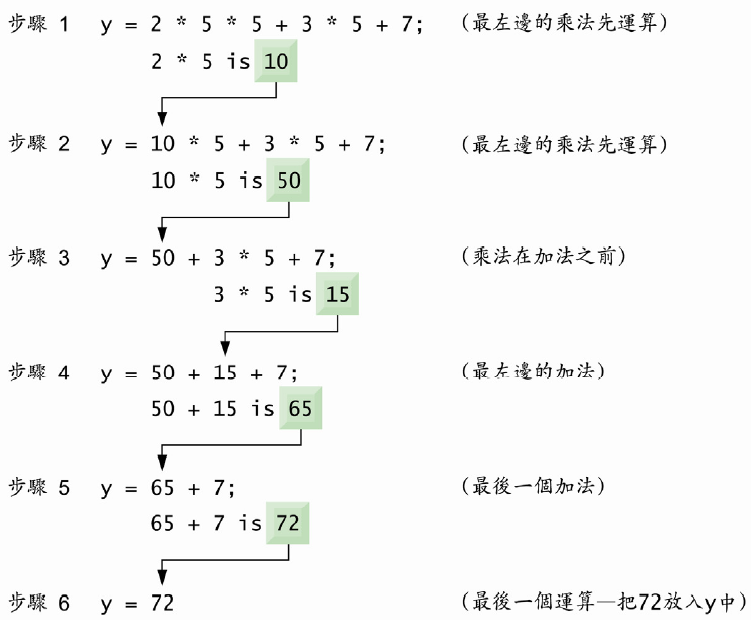 步驟 1 y = 2 * 5 * 5 + 3 * 5 + 7; (最左邊的乘法先運算)
2 * 5 is 10
步驟 2 y = 10 * 5 + 3 * 5 + 7; (最左邊的乘法先運算)
10 * 5 is 50
步驟 3 y = 50 + 3 * 5 + 7; (乘法在加法之前)
3 * 5 is 15
步驟 4 y = 50 + 15 + 7; (最左邊的加法)
50 + 15 is 65
步驟 5 y = 65 + 7; (最後一個加法)
65 + 7 is 72
步驟 6 y = 72 (最後一個運算—把72放入y中)